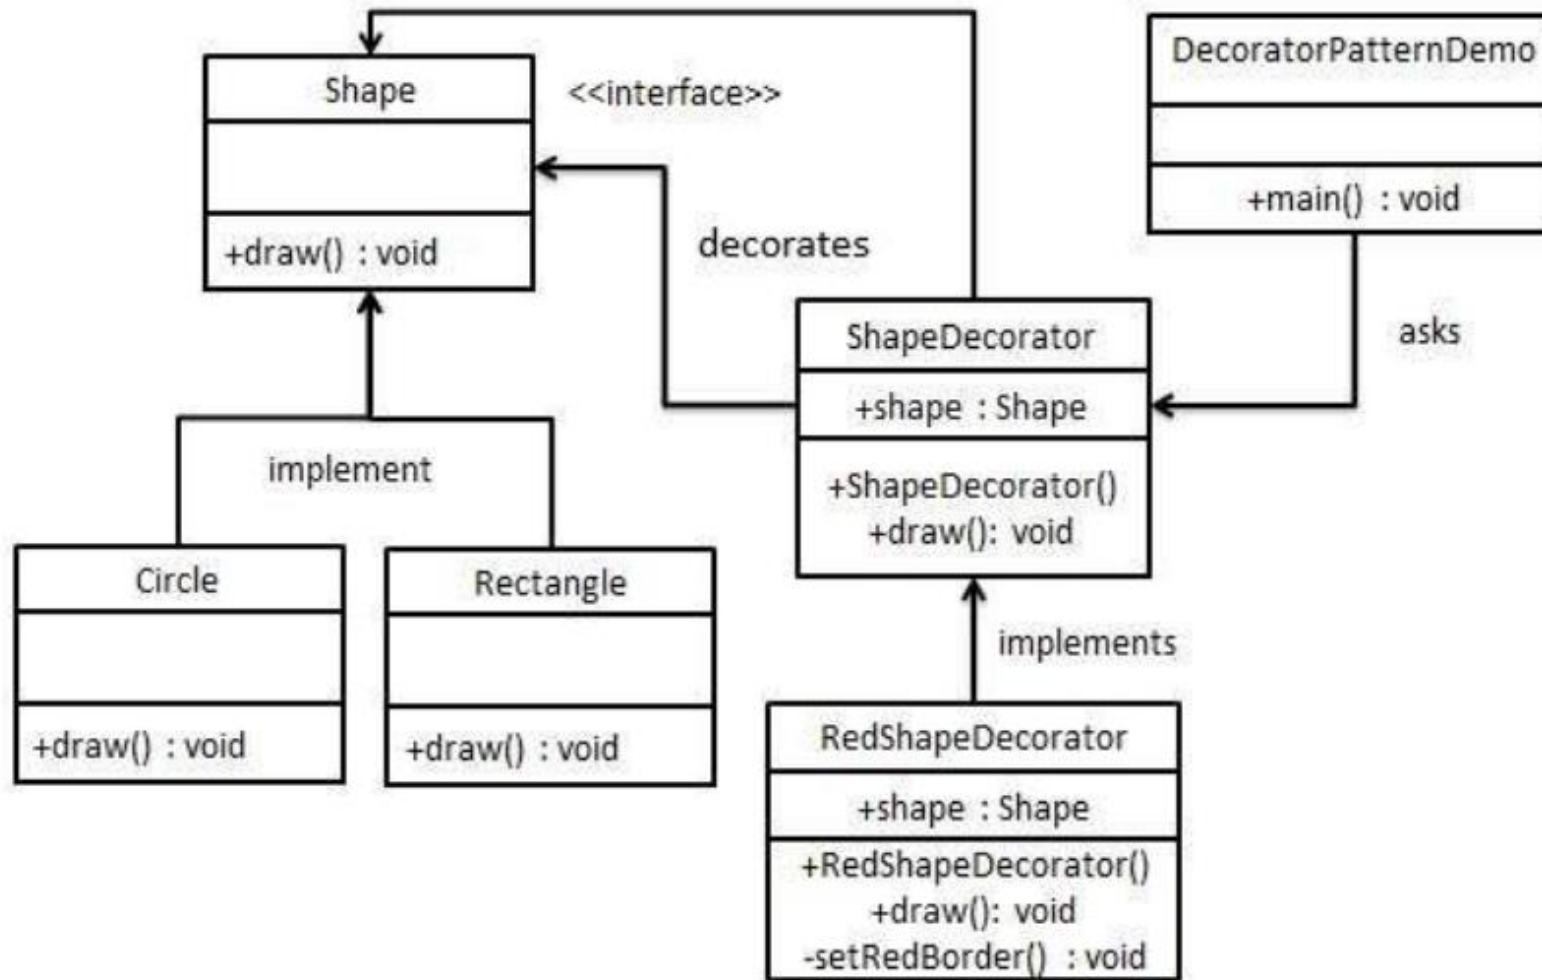 Shape
<<interface>>
DecoratorPatternDemo
+main() : void
+draw() : void
decorates
asks
ShapeDecorator
+shape : Shape
+ShapeDecorator()
+draw(): void
implement
Circle
+draw() : void
Rectangle
+draw() : void
implements
RedShapeDecorator
+shape : Shape
+RedShapeDecorator()
+draw(): void
-setRedBorder() : void